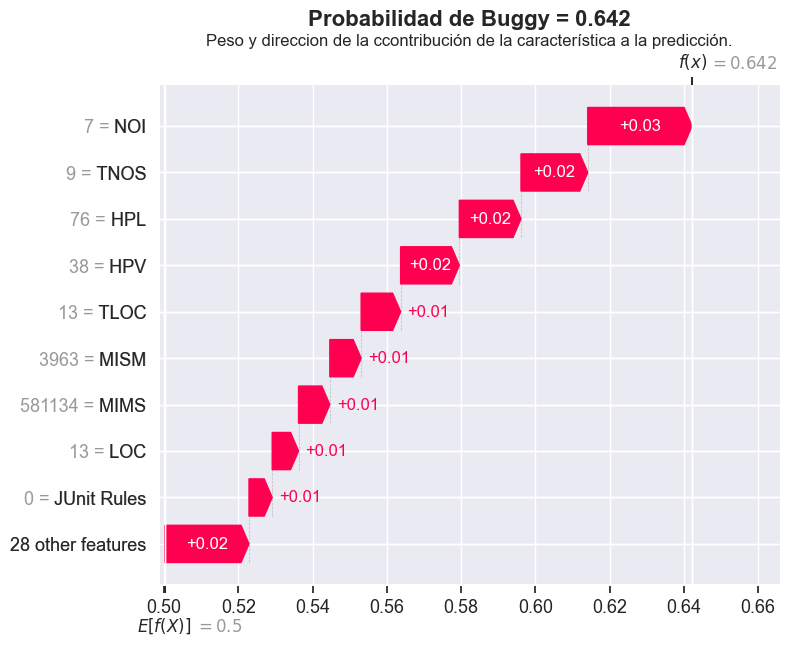 Probabilidad de Buggy = 0.642
Peso y direccion de la ccontribución de la característica a la predicción.
f(x) = 0.642
7 = NOI +0.03
9 = TNOS +0.02
76 = HPL +0.02
38 = HPV +0.02
13 = TLOC +0.01
3963 = MISM +0.01
581134 = MIMS +0.01
13 = LOC +0.01
0 = JUnit Rules +0.01
28 other features +0.02
0.50 0.52 0.54 0.56 0.58 0.60 0.62 0.64 0.66
E[f(X)] = 0.5